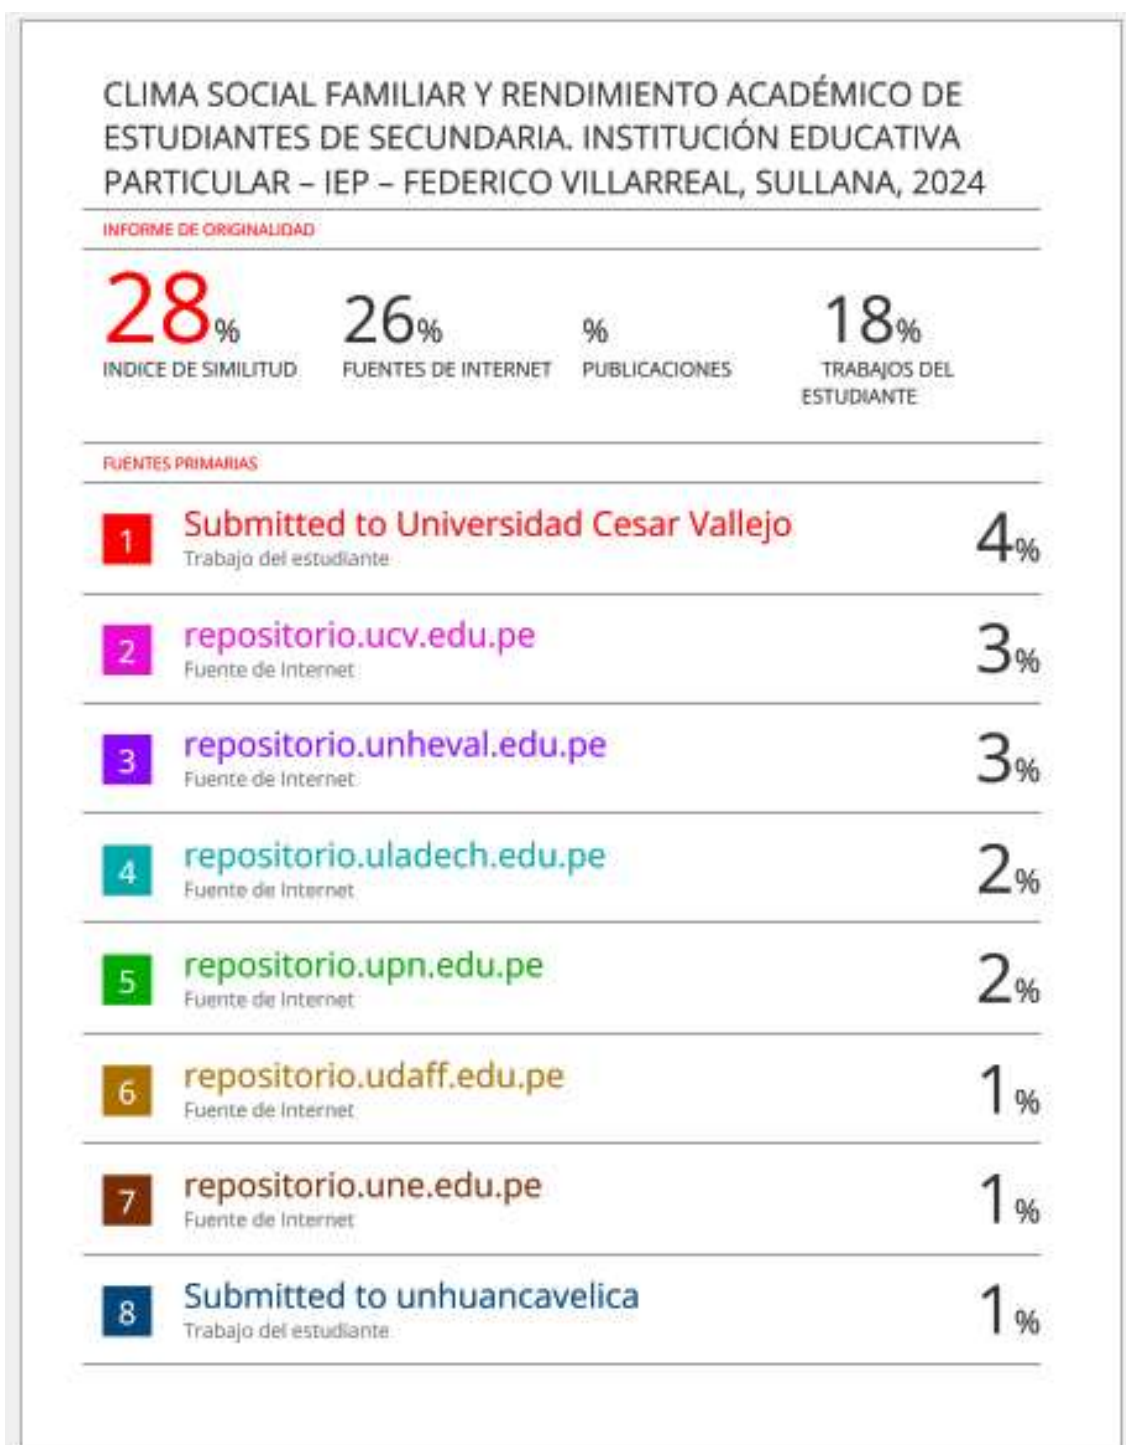 CLIMA SOCIAL FAMILIAR Y RENDIMIENTO ACADÉMICO DE
ESTUDIANTES DE SECUNDARIA. INSTITUCIÓN EDUCATIVA
PARTICULAR – IEP – FEDERICO VILLARREAL, SULLANA, 2024
INFORME DE ORIGINALIDAD
28% 26% % 18%
INDICE DE SIMILITUD FUENTES DE INTERNET PUBLICACIONES TRABAJOS DEL
ESTUDIANTE
FUENTES PRIMARIAS
1 Submitted to Universidad Cesar Vallejo 4%
Trabajo del estudiante
2 repositorio.ucv.edu.pe 3%
Fuente de Internet
3 repositorio.unheval.edu.pe 3%
Fuente de Internet
4 repositorio.uladech.edu.pe 2%
Fuente de Internet
5 repositorio.upn.edu.pe 2%
Fuente de Internet
6 repositorio.udaff.edu.pe 1%
Fuente de Internet
7 repositorio.une.edu.pe 1%
Fuente de Internet
8 Submitted to unhuancavelica 1%
Trabajo del estudiante